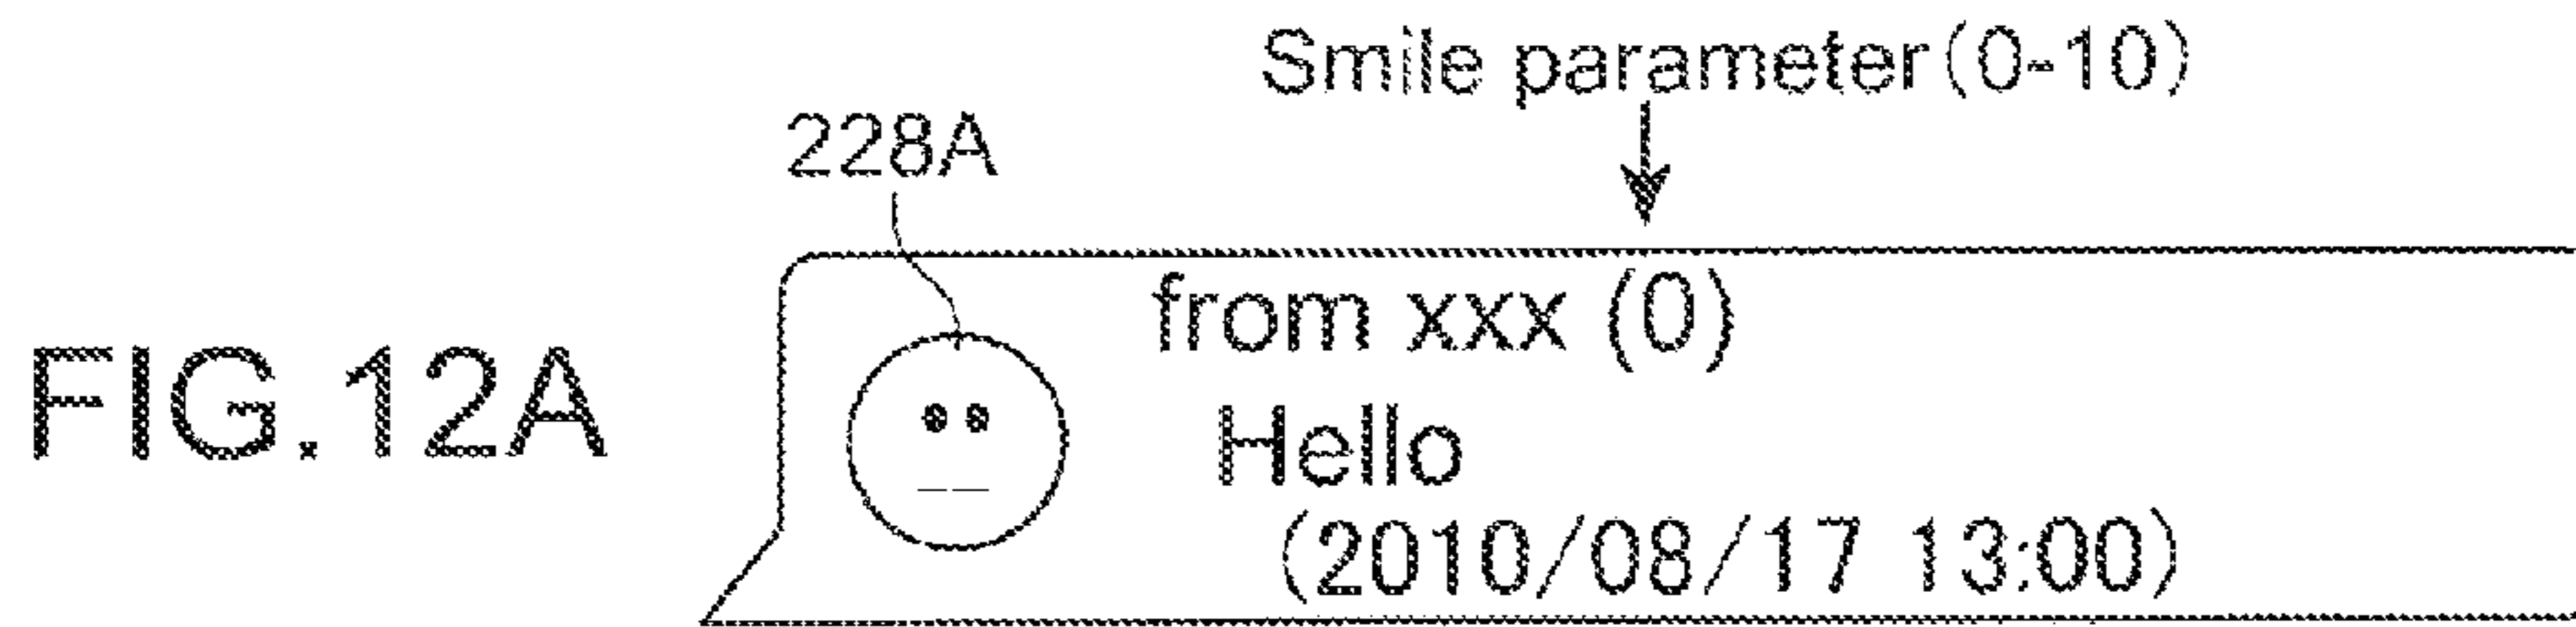 Smile parameter(0-10)
228A
from xxx (0)
FIG.12A
Hello
(2010/08/17 13:00)